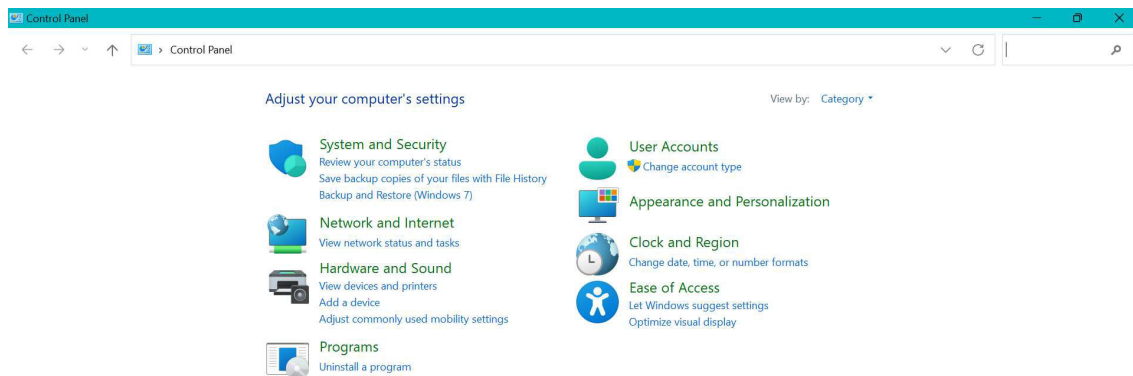 Control Panel
Control Panel
Adjust your computer's settings
View by: Category
System and Security
Review your computer's status
Save backup copies of your files with File History
Backup and Restore (Windows 7)
Network and Internet
View network status and tasks
Hardware and Sound
View devices and printers
Add a device
Adjust commonly used mobility settings
Programs
Uninstall a program
User Accounts
Change account type
Appearance and Personalization
Clock and Region
Change date, time, or number formats
Ease of Access
Let Windows suggest settings
Optimize visual display